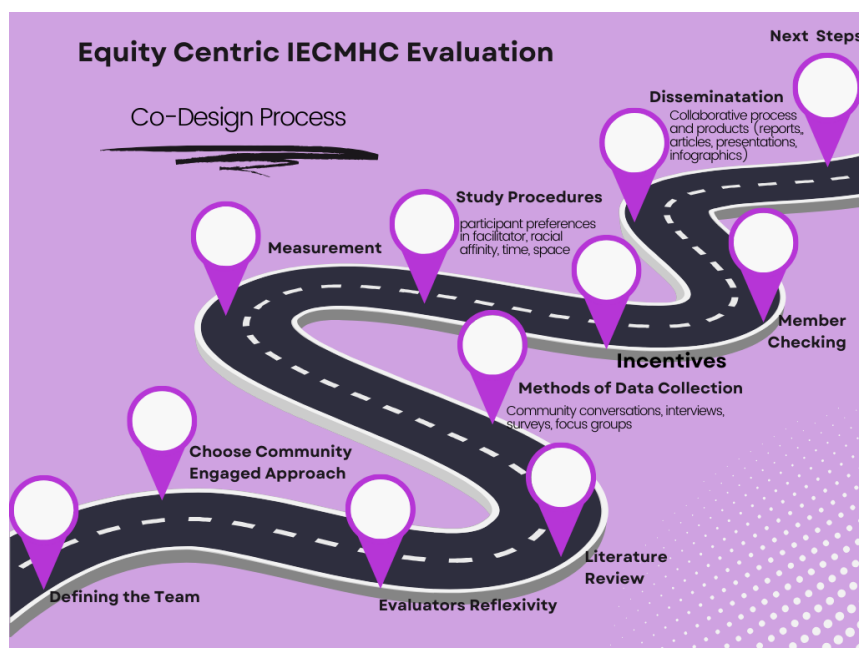 Equity Centric IECMHC Evaluation
Co-Design Process
Next Steps
Disseminatation
Collaborative process
and products (reports,
articles, presentations,
infographics)
Study Procedures
participant preferences
in facilitator, racial
affinity, time, space
Measurement
Member
Checking
Incentives
Methods of Data Collection
Community conversations, interviews,
surveys, focus groups
Choose Community
Engaged Approach
Literature
Review
Defining the Team
Evaluators Reflexivity